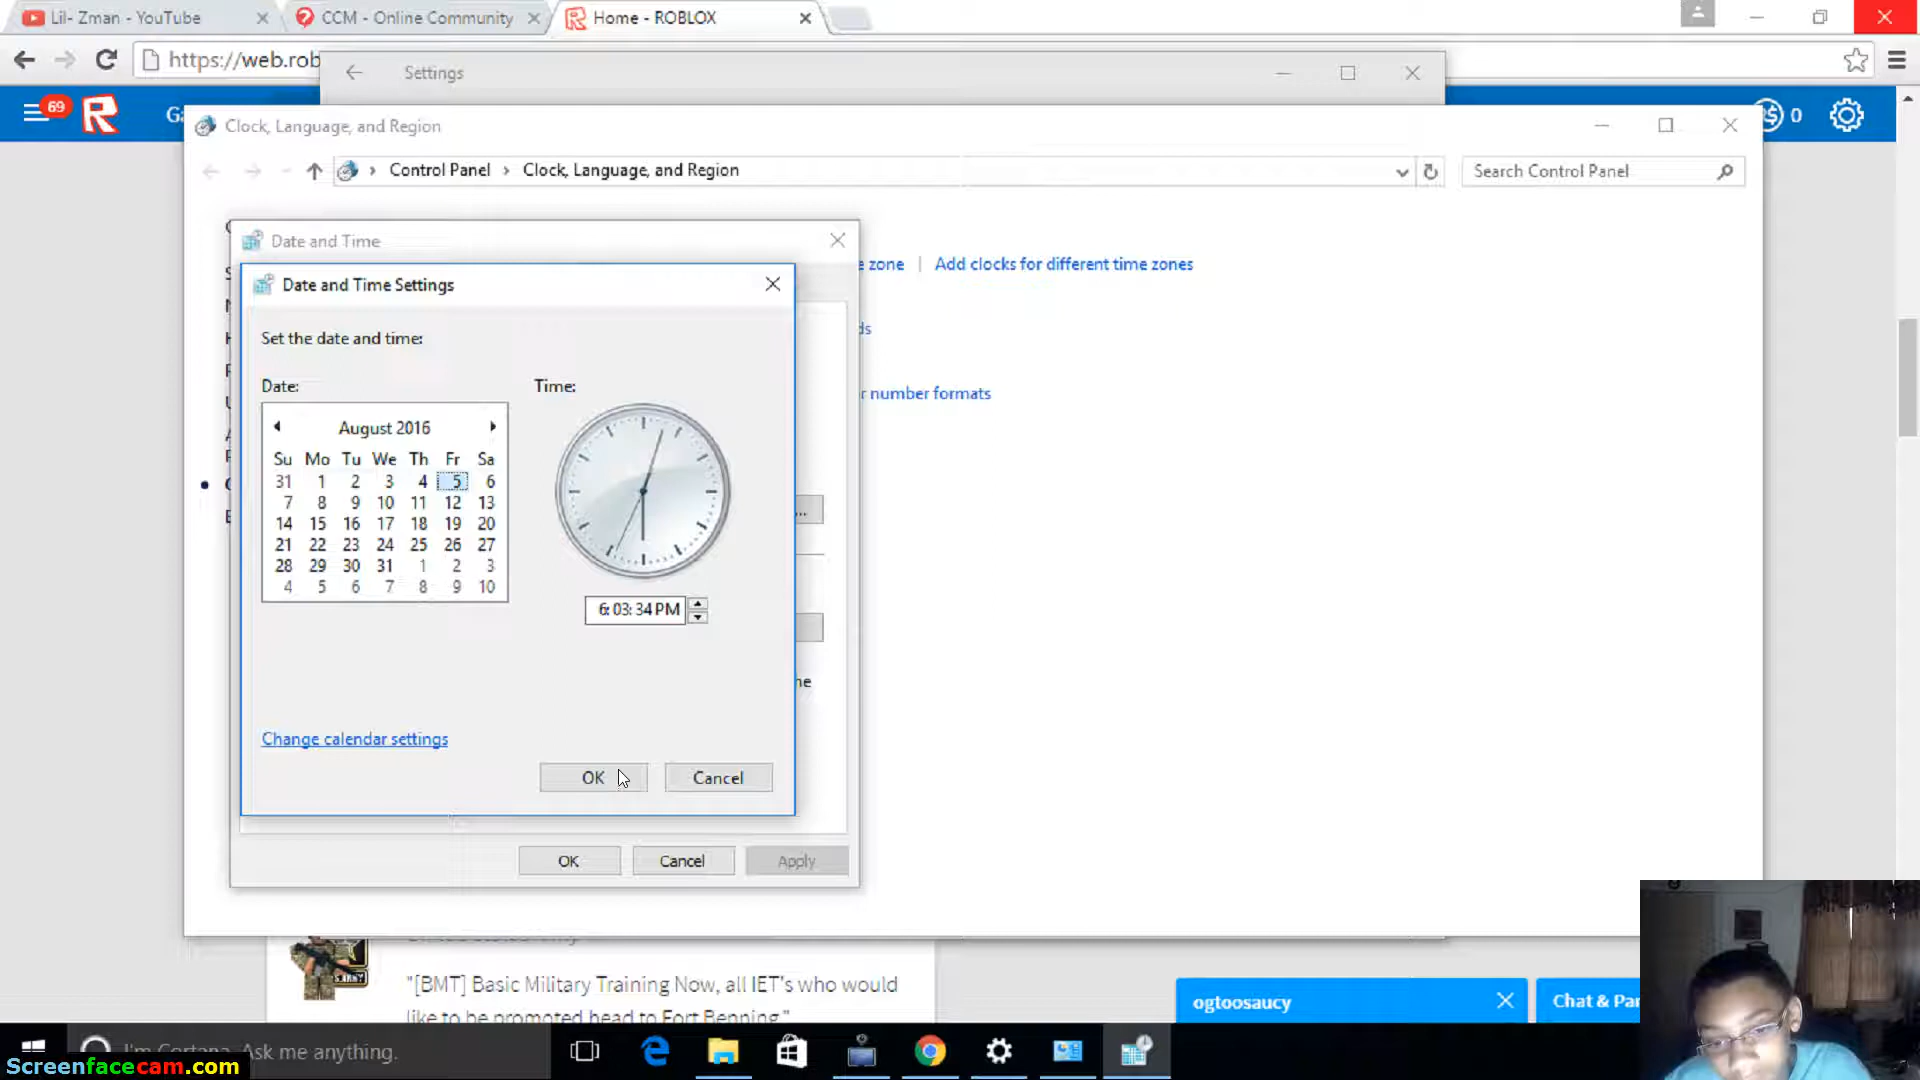 Lil- Zman - YouTube
CCM - Online Community
Home - ROBLOX
https://web.rob
Settings
69
R
Ga
0
Clock, Language, and Region
Control Panel > Clock, Language, and Region
Search Control Panel
Date and Time
e zone | Add clocks for different time zones
Date and Time Settings
Set the date and time:
ds
Date:
Time:
r number formats
August 2016
Su Mo Tu We Th Fr Sa
31 1 2 3 4 5 6
7 8 9 10 11 12 13
14 15 16 17 18 19 20
21 22 23 24 25 26 27
28 29 30 31 1 2 3
4 5 6 7 8 9 10
...
6: 03: 34 PM
ne
Change calendar settings
OK
Cancel
OK
Cancel
Apply
"[BMT] Basic Military Training Now, all IET's who would
like to be promoted head to Fort Benning."
ogtoosaucy
Chat & Par
I'm Cortana. Ask me anything.
Screenfacecam.com